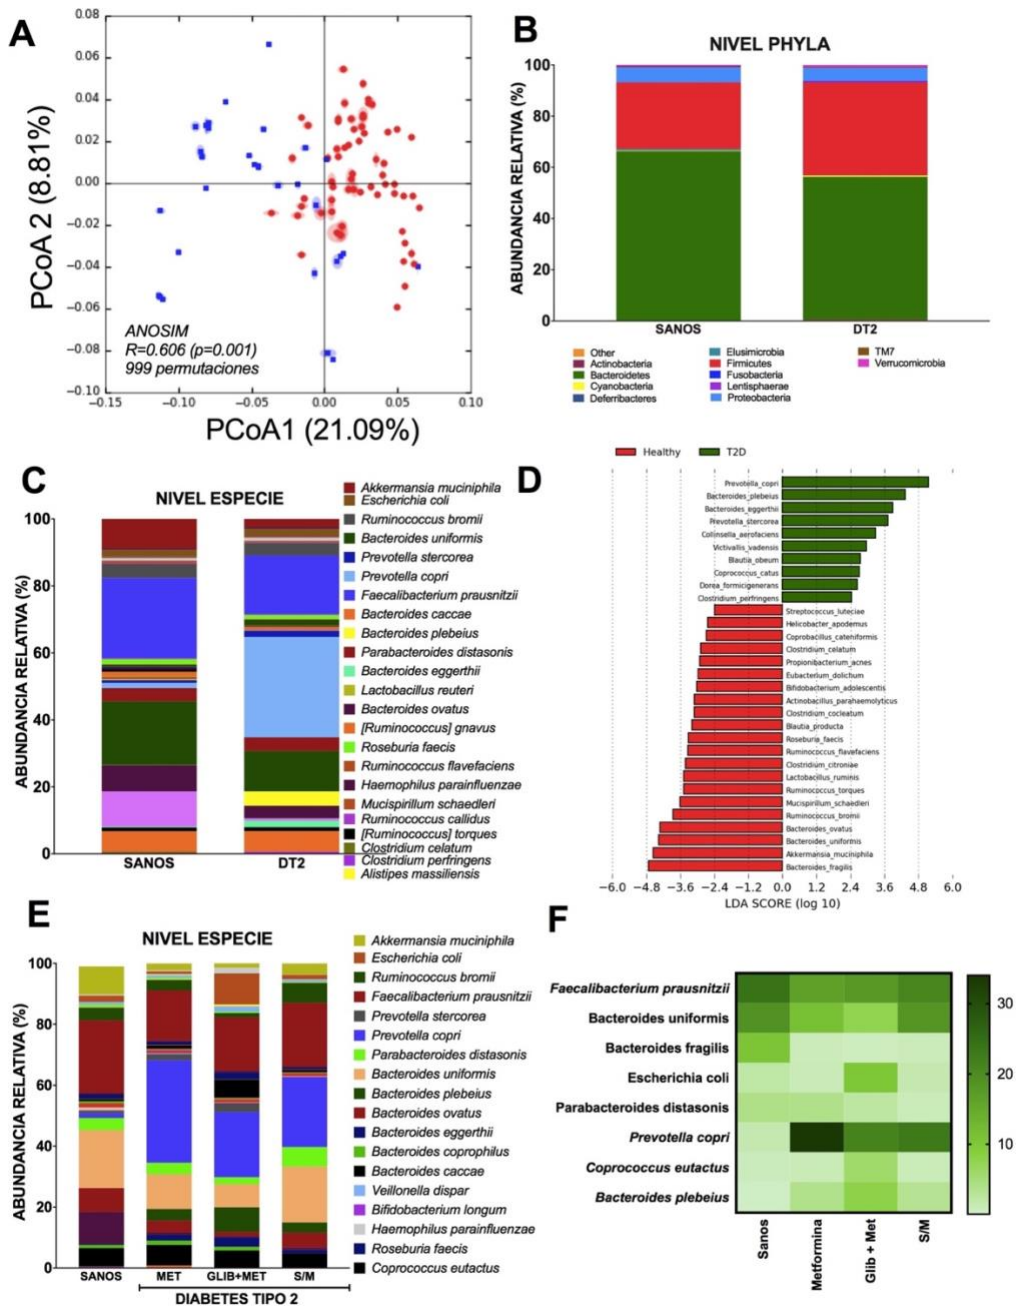 A
0.08
0.06
0.04
0.02
0.00
−0.02
−0.04
−0.06
−0.08
−0.10
−0.15
−0.10
−0.05
0.00
0.05
0.10
PCoA 2 (8.81%)
PCoA1 (21.09%)
ANOSIM
R=0.606 (p=0.001)
999 permutaciones
B
NIVEL PHYLA
ABUNDANCIA RELATIVA (%)
100
80
60
40
20
0
SANOS
DT2
Other
Actinobacteria
Bacteroidetes
Cyanobacteria
Deferribacteres
Elusimicrobia
Firmicutes
Fusobacteria
Lentisphaerae
Proteobacteria
TM7
Verrucomicrobia
C
NIVEL ESPECIE
ABUNDANCIA RELATIVA (%)
100
80
60
40
20
0
SANOS
DT2
Akkermansia muciniphila
Escherichia coli
Ruminococcus bromii
Bacteroides uniformis
Prevotella stercorea
Prevotella copri
Faecalibacterium prausnitzii
Bacteroides caccae
Bacteroides plebeius
Parabacteroides distasonis
Bacteroides eggerthii
Lactobacillus reuteri
Bacteroides ovatus
[Ruminococcus] gnavus
Roseburia faecis
Ruminococcus flavefaciens
Haemophilus parainfluenzae
Mucispirillum schaedleri
Ruminococcus callidus
[Ruminococcus] torques
Clostridium celatum
Clostridium perfringens
Alistipes massiliensis
D
Healthy
T2D
Prevotella_copri
Bacteroides_plebeius
Bacteroides_eggerthii
Prevotella_stercorea
Collinsella_aerofaciens
Victivallis_vadensis
Blautia_obeum
Coprococcus_catus
Dorea_formicigenerans
Clostridium_perfringens
Streptococcus_luteciae
Helicobacter_apodemus
Coprobacillus_cateniformis
Clostridium_celatum
Propionibacterium_acnes
Eubacterium_dolichum
Bifidobacterium_adolescentis
Actinobacillus_parahaemolyticus
Clostridium_cocleatum
Blautia_producta
Roseburia_faecis
Ruminococcus_flavefaciens
Clostridium_citroniae
Lactobacillus_ruminis
Ruminococcus_torques
Mucispirillum_schaedleri
Ruminococcus_bromii
Bacteroides_ovatus
Bacteroides_uniformis
Akkermansia_muciniphila
Bacteroides_fragilis
−6.0 −4.8 −3.6 −2.4 −1.2 0.0 1.2 2.4 3.6 4.8 6.0
LDA SCORE (log 10)
E
NIVEL ESPECIE
ABUNDANCIA RELATIVA (%)
100
80
60
40
20
0
SANOS
MET
GLIB+MET
S/M
DIABETES TIPO 2
Akkermansia muciniphila
Escherichia coli
Ruminococcus bromii
Faecalibacterium prausnitzii
Prevotella stercorea
Prevotella copri
Parabacteroides distasonis
Bacteroides uniformis
Bacteroides plebeius
Bacteroides ovatus
Bacteroides eggerthii
Bacteroides coprophilus
Bacteroides caccae
Veillonella dispar
Bifidobacterium longum
Haemophilus parainfluenzae
Roseburia faecis
Coprococcus eutactus
F
Faecalibacterium prausnitzii
Bacteroides uniformis
Bacteroides fragilis
Escherichia coli
Parabacteroides distasonis
Prevotella copri
Coprococcus eutactus
Bacteroides plebeius
Sanos
Metformina
Glib + Met
S/M
30
20
10